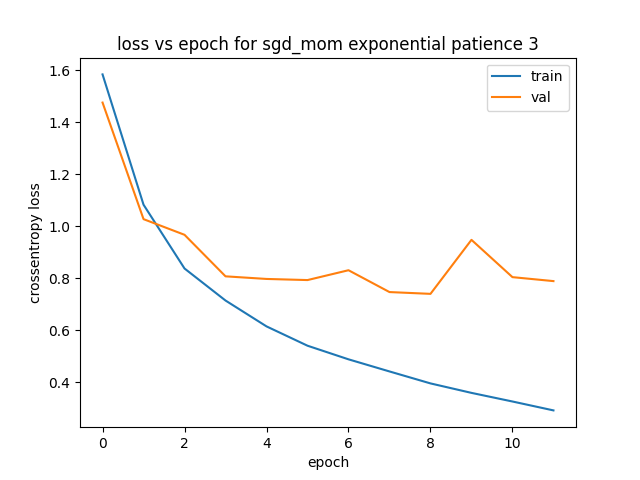 loss vs epoch for sgd_mom exponential patience 3
train
val
crossentropy loss
1.6
1.4
1.2
1.0
0.8
0.6
0.4
0 2 4 6 8 10
epoch